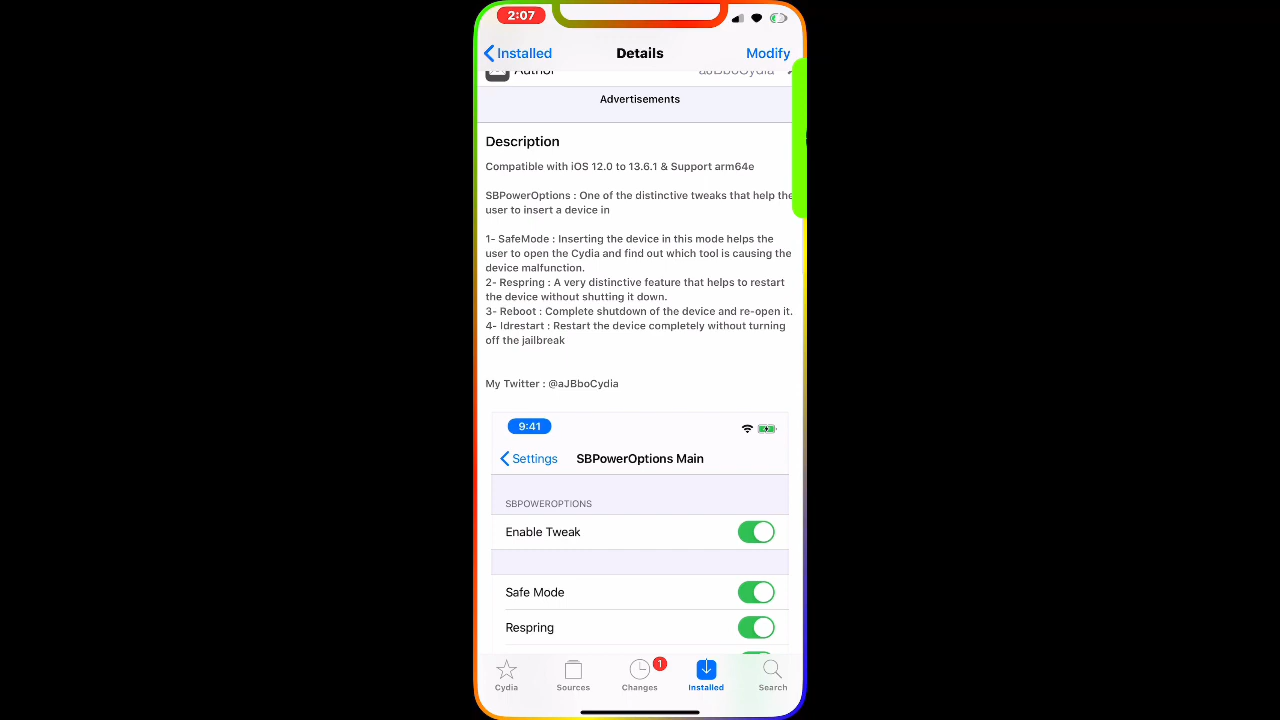 2:07
Installed Details Modify
Author aJBboCydia
Advertisements
Description
Compatible with iOS 12.0 to 13.6.1 & Support arm64e
SBPowerOptions : One of the distinctive tweaks that help the
user to insert a device in
1- SafeMode : Inserting the device in this mode helps the
user to open the Cydia and find out which tool is causing the
device malfunction.
2- Respring : A very distinctive feature that helps to restart
the device without shutting it down.
3- Reboot : Complete shutdown of the device and re-open it.
4- Idrestart : Restart the device completely without turning
off the jailbreak
My Twitter : @aJBboCydia
9:41
Settings SBPowerOptions Main
SBPOWEROPTIONS
Enable Tweak
Safe Mode
Respring
1
Cydia Sources Changes Installed Search